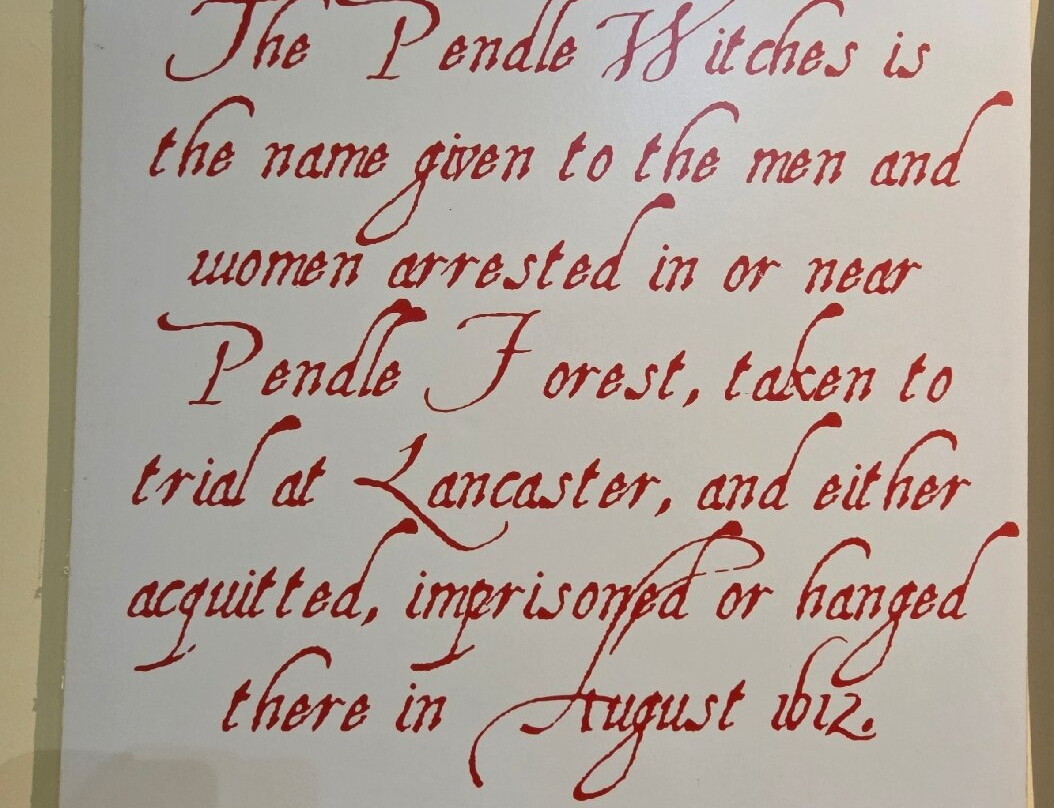 The Pendle Witches is
the name given to the men and
women arrested in or near
Pendle Forest, taken to
trial at Lancaster, and either
acquitted, imprisoned or hanged
there in August 1612.